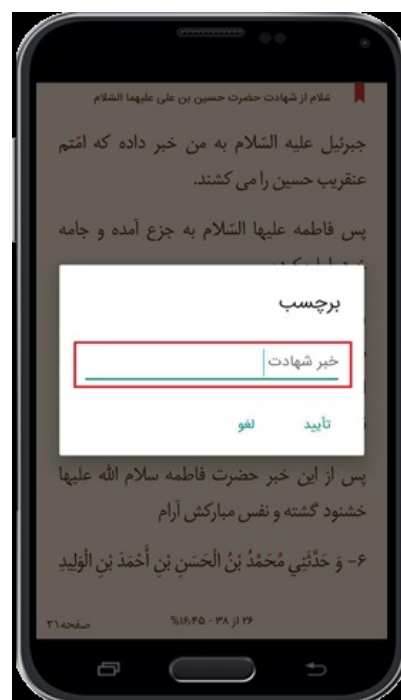 سَلام از شهادت حضرت حسین بن علی علیهما السّلام
جبرئیل علیه السّلام به من خبر داده که امّتم
عنقریب حسین را می کشند.
پس فاطمه علیها السّلام به جزع آمده و جامه
برچسب
خبر شهادت
تأیید لغو
پس از این خبر حضرت فاطمه سلام الله علیها
خشنود گشته و نفس مبارکش آرام
۶- وَ حَدَّثَنِي مُحَمَّدُ بْنُ الْحَسَنِ بْنِ أَحْمَدَ بْنِ الْوَلِيدِ
۲۶ از ۳۸ - ۱۶٫۴۵%
صفحه۳۱